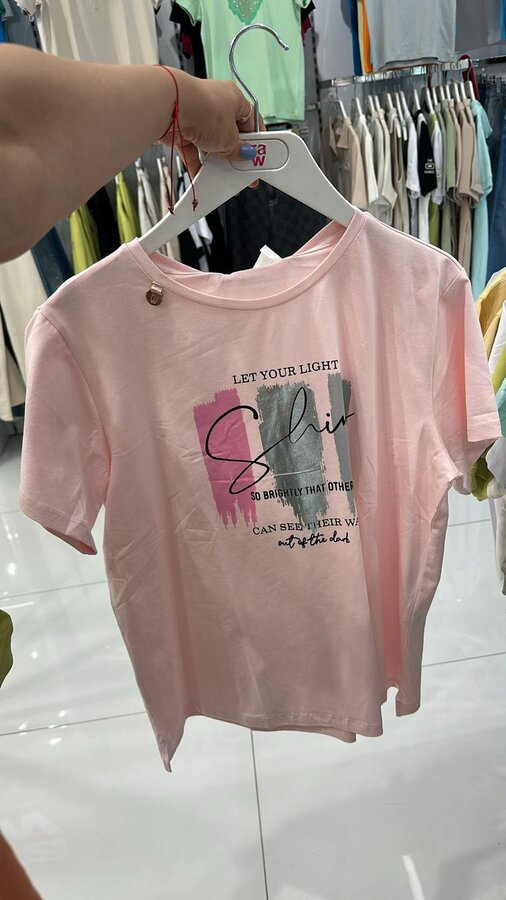 LET YOUR LIGHT
Shin
SO BRIGHTLY THAT OTHER
CAN SEE THEIR WA
out of the dark